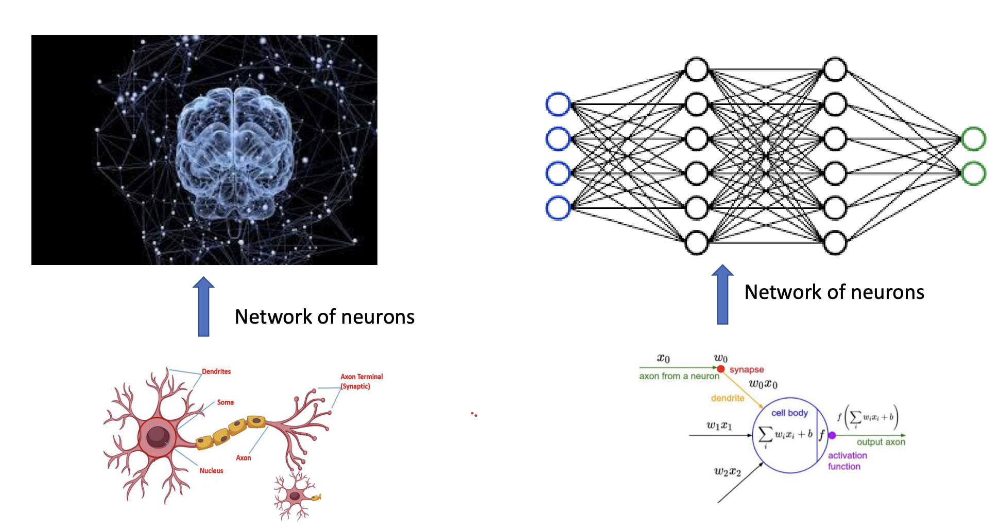 Network of neurons
Network of neurons
Dendrites
Soma
Axon Terminal
(Synaptic)
Axon
Nucleus
x₀
w₀
synapse
axon from a neuron
w₀x₀
dendrite
cell body
f(∑ᵢ wᵢxᵢ + b)
w₁x₁
∑ᵢ wᵢxᵢ + b
f
output axon
activation
function
w₂x₂